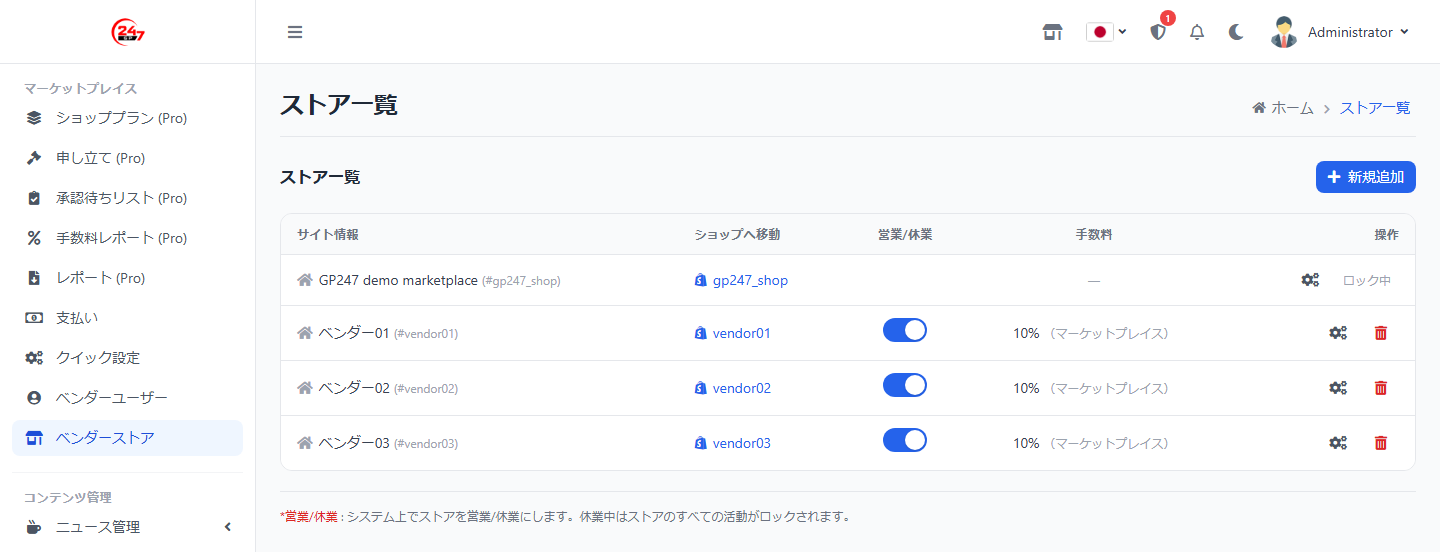 247
GP
1
Administrator
マーケットプレイス
ショッププラン (Pro)
申し立て (Pro)
承認待ちリスト (Pro)
手数料レポート (Pro)
レポート (Pro)
支払い
クイック設定
ベンダーユーザー
ベンダーストア
コンテンツ管理
ニュース管理
ストア一覧
ホーム
ストア一覧
ストア一覧
新規追加
サイト情報 ショップへ移動 営業/休業 手数料 操作
GP247 demo marketplace (#gp247_shop) gp247_shop — ロック中
ベンダー01 (#vendor01) vendor01 10% (マーケットプレイス)
ベンダー02 (#vendor02) vendor02 10% (マーケットプレイス)
ベンダー03 (#vendor03) vendor03 10% (マーケットプレイス)
*営業/休業 : システム上でストアを営業/休業にします。休業中はストアのすべての活動がロックされます。